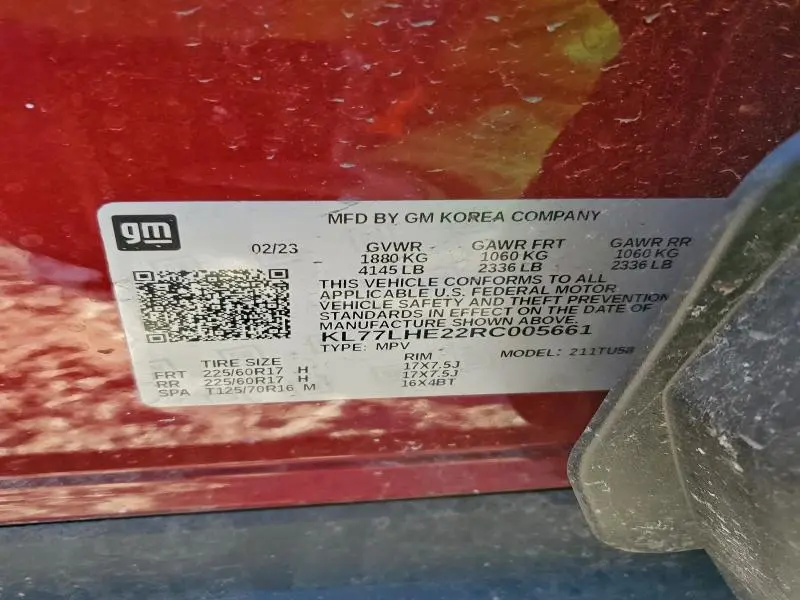 gm
MFD BY GM KOREA COMPANY
02/23 GVWR GAWR FRT GAWR RR
1880 KG 1060 KG 1060 KG
4145 LB 2336 LB 2336 LB
THIS VEHICLE CONFORMS TO ALL
APPLICABLE U.S. FEDERAL MOTOR
VEHICLE SAFETY AND THEFT PREVENTION
STANDARDS IN EFFECT ON THE DATE OF
MANUFACTURE SHOWN ABOVE.
KL77LHE22RC005661
TYPE: MPV MODEL: 211TU58
TIRE SIZE RIM
FRT 225/60R17 H 17X7.5J
RR 225/60R17 H 17X7.5J
SPA T125/70R16 M 16X4BT